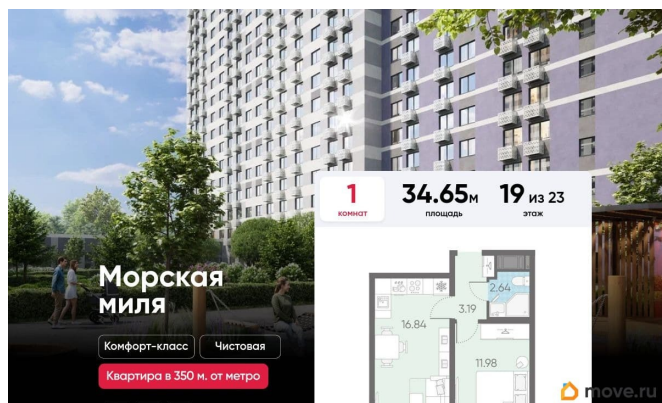 1
комнат
34.65м
площадь
19 из 23
этаж
Морская
миля
Комфорт-класс
Чистовая
Квартира в 350 м. от метро
2.64
3.19
16.84
11.98
move.ru